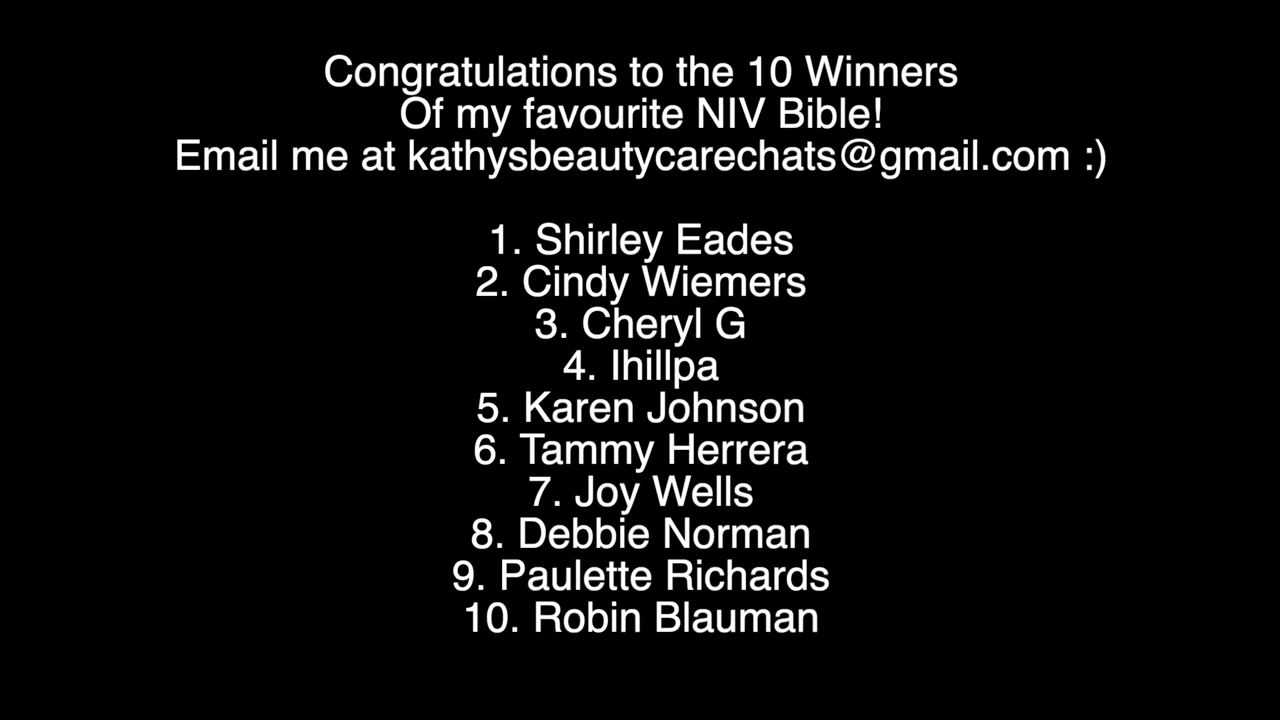 Congratulations to the 10 Winners
Of my favourite NIV Bible!
Email me at kathysbeautycarechats@gmail.com :)
1. Shirley Eades
2. Cindy Wiemers
3. Cheryl G
4. Ihillpa
5. Karen Johnson
6. Tammy Herrera
7. Joy Wells
8. Debbie Norman
9. Paulette Richards
10. Robin Blauman